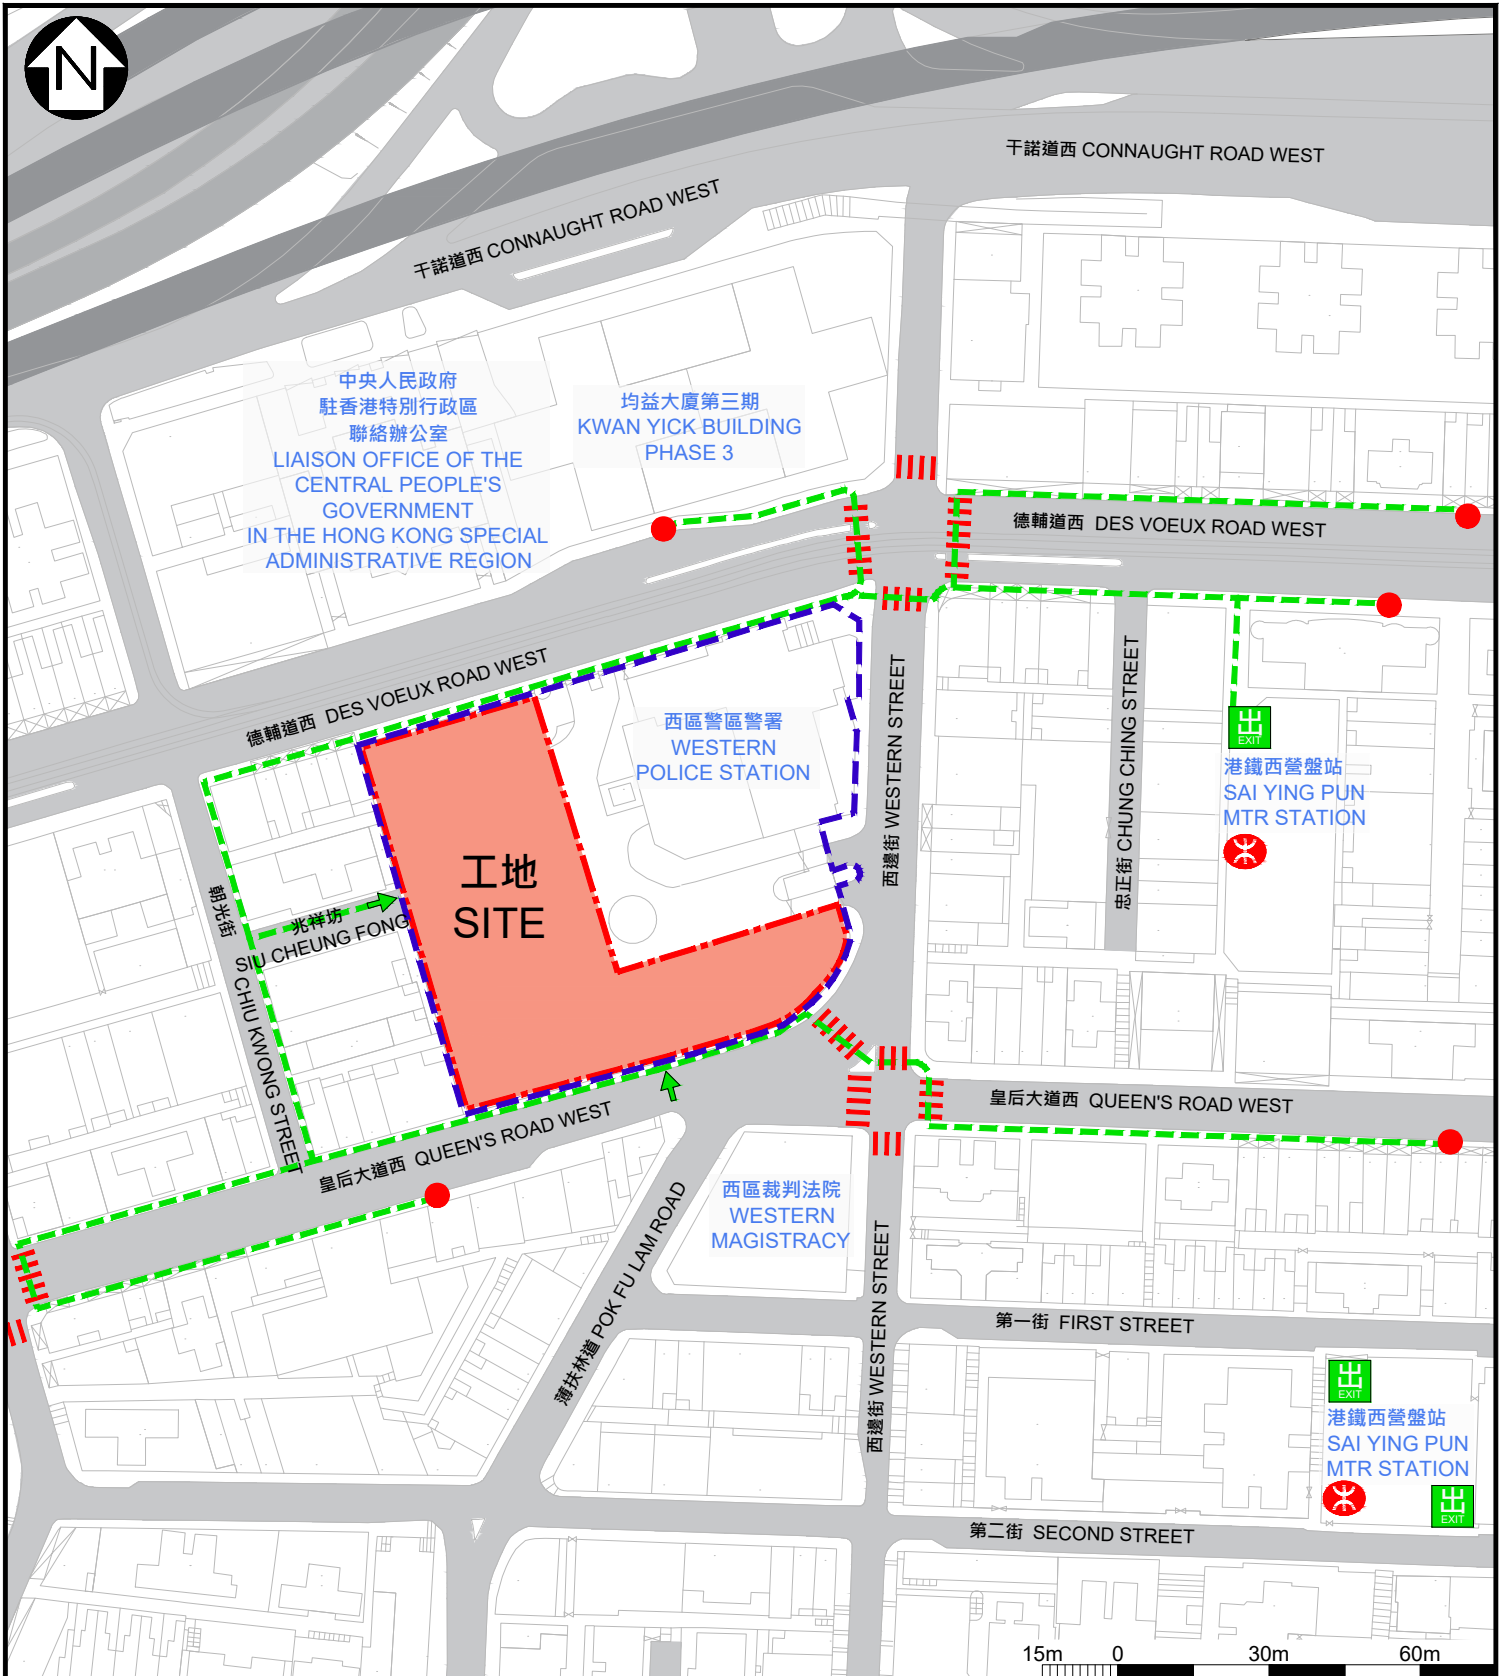 N
干諾道西 CONNAUGHT ROAD WEST
干諾道西 CONNAUGHT ROAD WEST
中央人民政府
駐香港特別行政區
聯絡辦公室
LIAISON OFFICE OF THE
CENTRAL PEOPLE'S
GOVERNMENT
IN THE HONG KONG SPECIAL
ADMINISTRATIVE REGION
均益大廈第三期
KWAN YICK BUILDING
PHASE 3
德輔道西 DES VOEUX ROAD WEST
德輔道西 DES VOEUX ROAD WEST
西區警區警署
WESTERN
POLICE STATION
西邊街 WESTERN STREET
忠正街 CHUNG CHING STREET
出
EXIT
港鐵西營盤站
SAI YING PUN
MTR STATION
工地
SITE
朝光街
CHIU KWONG STREET
兆祥坊
SIU CHEUNG FONG
皇后大道西 QUEEN'S ROAD WEST
皇后大道西 QUEEN'S ROAD WEST
西區裁判法院
WESTERN
MAGISTRACY
薄扶林道 POK FU LAM ROAD
西邊街 WESTERN STREET
第一街 FIRST STREET
出
EXIT
港鐵西營盤站
SAI YING PUN
MTR STATION
出
EXIT
第二街 SECOND STREET
15m 0 30m 60m